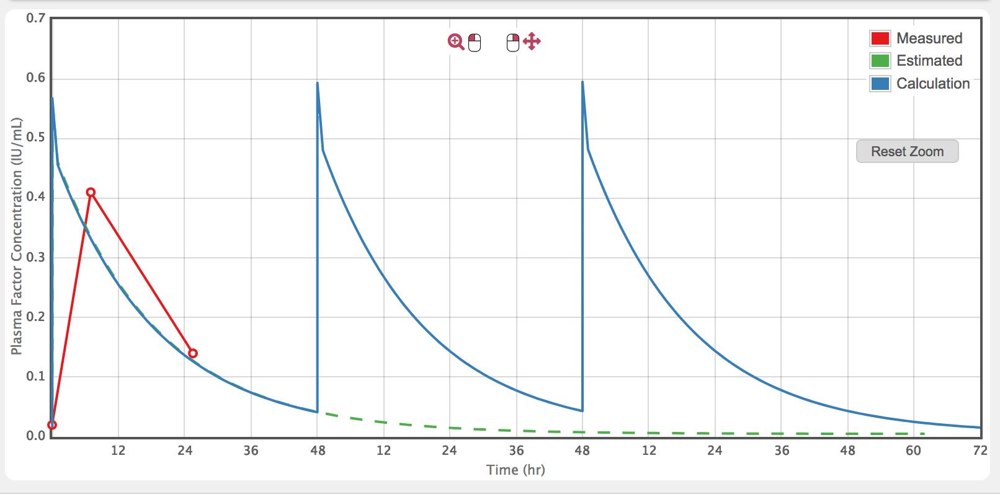 0.7
0.6
0.5
0.4
0.3
0.2
0.1
0.0
Plasma Factor Concentration (IU/mL)
Measured
Estimated
Calculation
Reset Zoom
12 24 36 48 12 24 36 48 12 24 36 48 60 72
Time (hr)